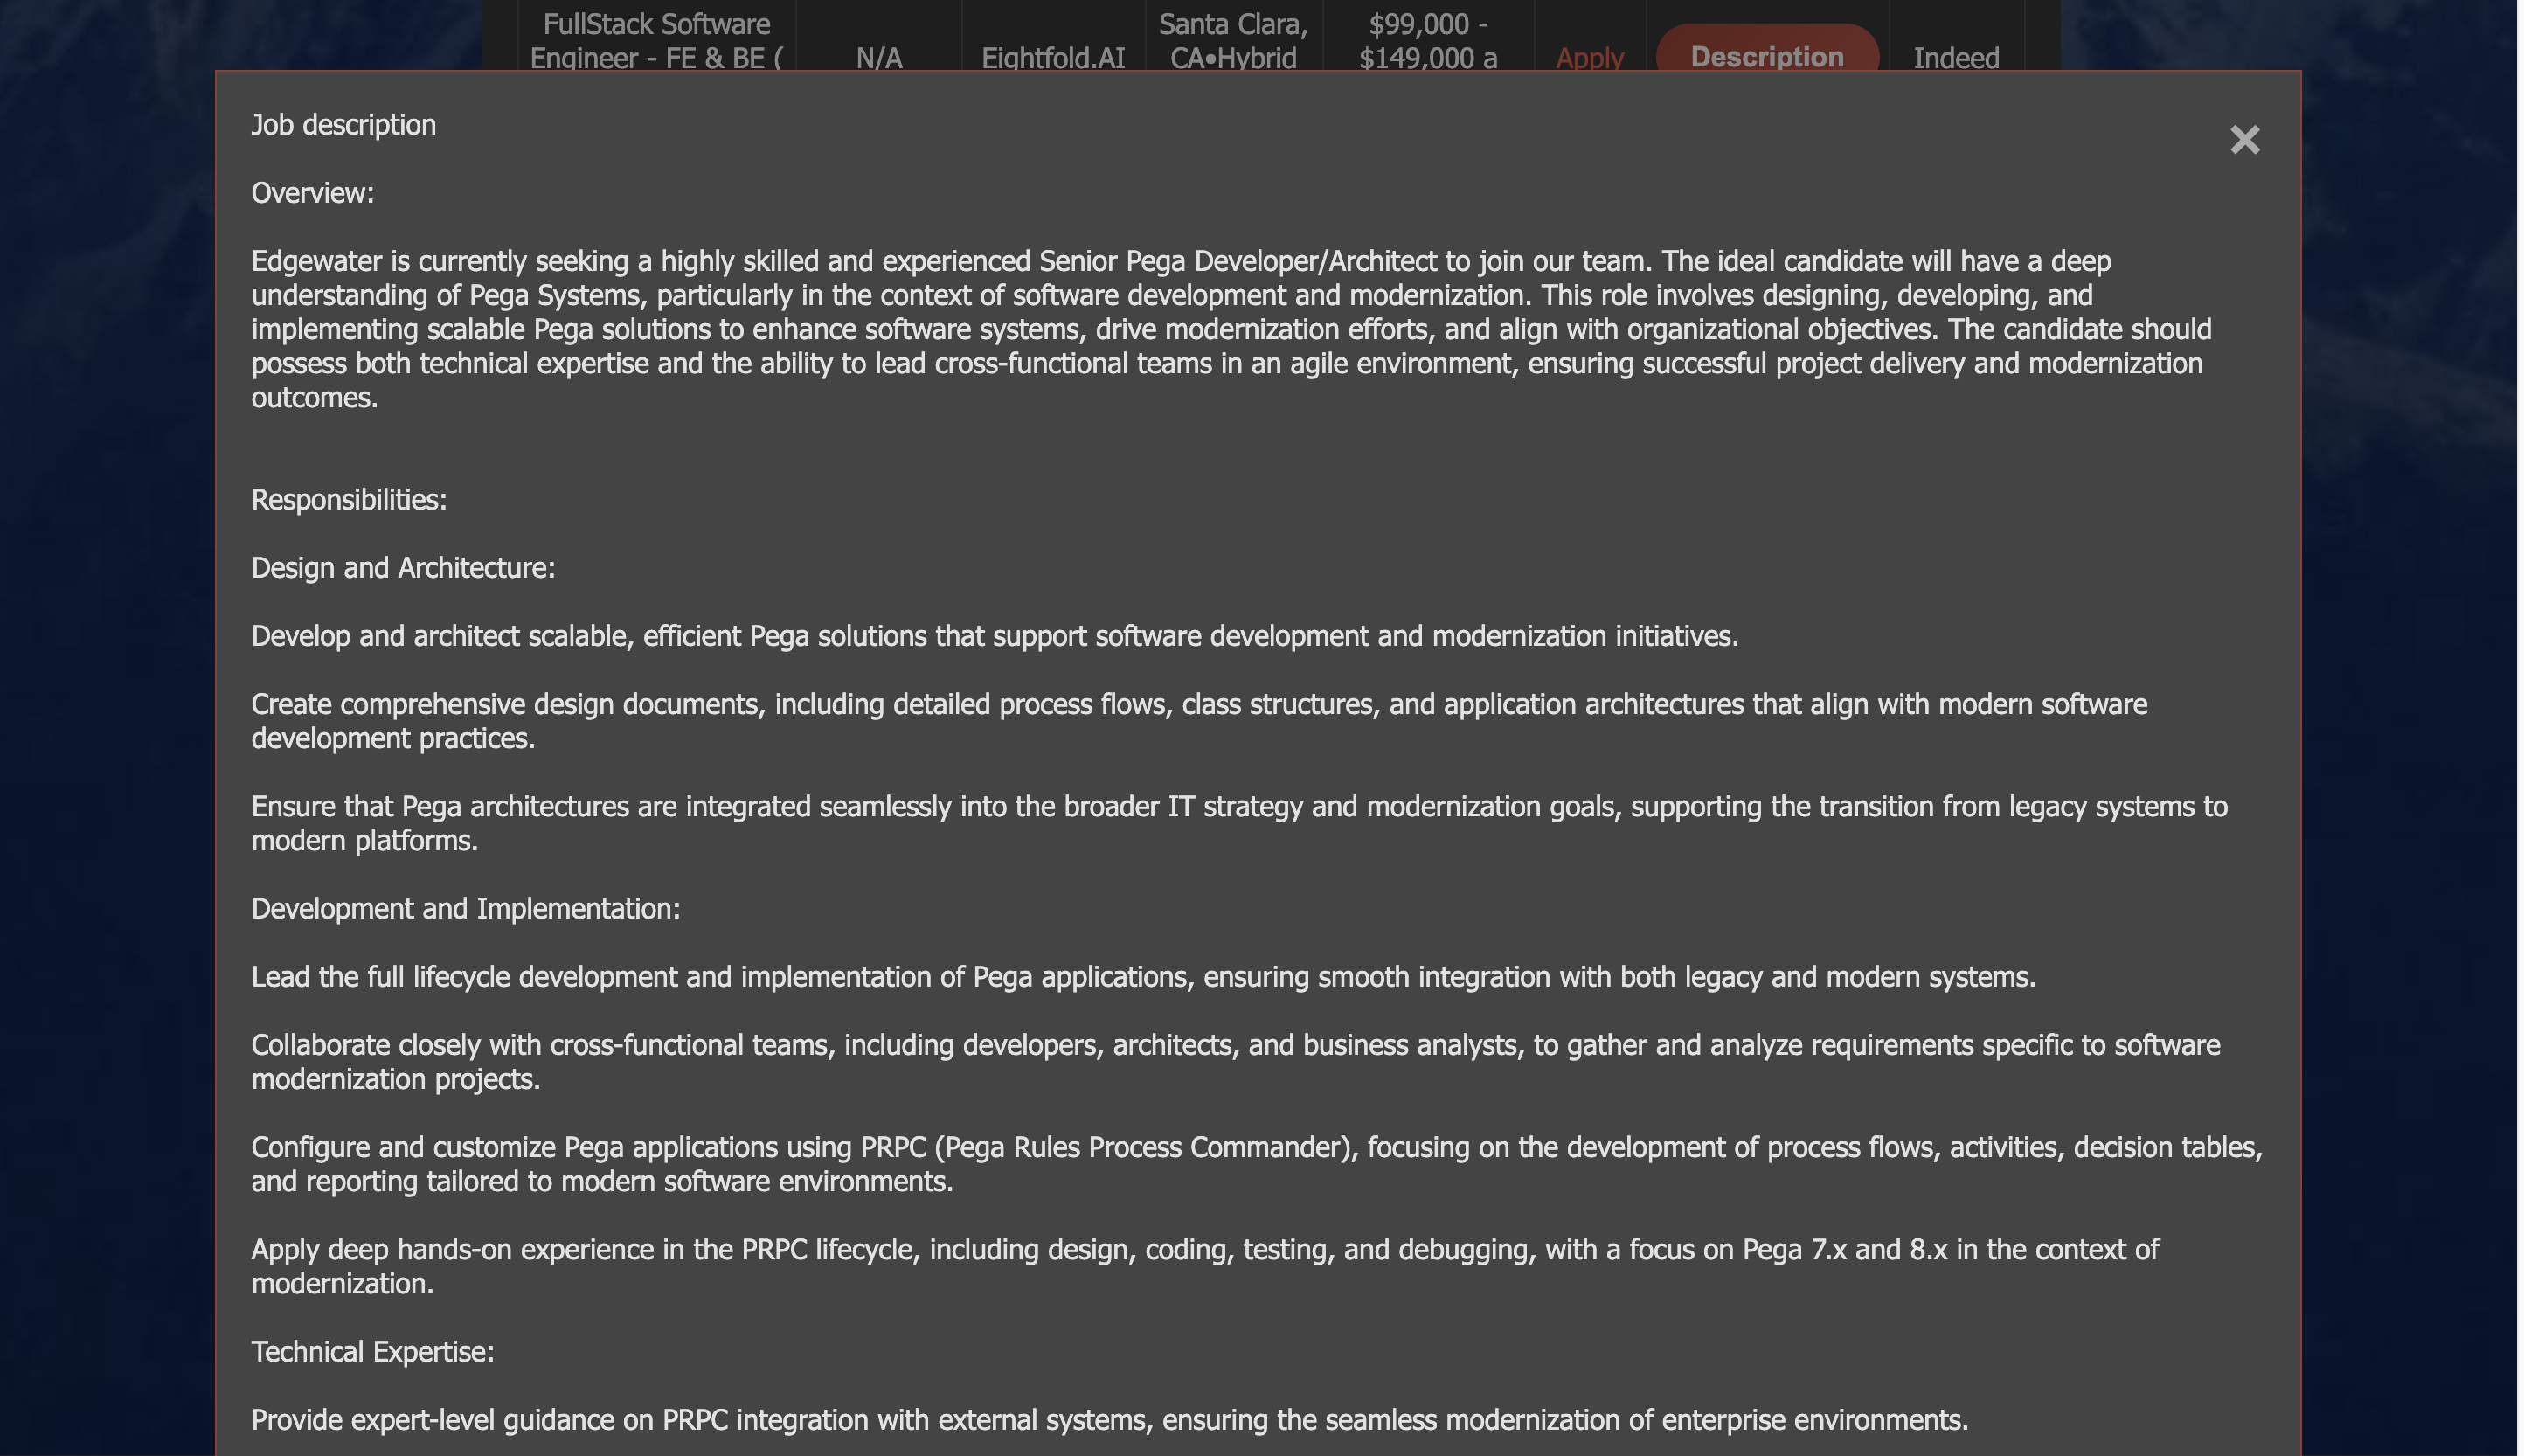 FullStack Software
Engineer - FE & BE (
N/A
Eightfold.AI
Santa Clara,
CA•Hybrid
$99,000 -
$149,000 a
Apply
Description
Indeed
Job description
×
Overview:
Edgewater is currently seeking a highly skilled and experienced Senior Pega Developer/Architect to join our team. The ideal candidate will have a deep
understanding of Pega Systems, particularly in the context of software development and modernization. This role involves designing, developing, and
implementing scalable Pega solutions to enhance software systems, drive modernization efforts, and align with organizational objectives. The candidate should
possess both technical expertise and the ability to lead cross-functional teams in an agile environment, ensuring successful project delivery and modernization
outcomes.
Responsibilities:
Design and Architecture:
Develop and architect scalable, efficient Pega solutions that support software development and modernization initiatives.
Create comprehensive design documents, including detailed process flows, class structures, and application architectures that align with modern software
development practices.
Ensure that Pega architectures are integrated seamlessly into the broader IT strategy and modernization goals, supporting the transition from legacy systems to
modern platforms.
Development and Implementation:
Lead the full lifecycle development and implementation of Pega applications, ensuring smooth integration with both legacy and modern systems.
Collaborate closely with cross-functional teams, including developers, architects, and business analysts, to gather and analyze requirements specific to software
modernization projects.
Configure and customize Pega applications using PRPC (Pega Rules Process Commander), focusing on the development of process flows, activities, decision tables,
and reporting tailored to modern software environments.
Apply deep hands-on experience in the PRPC lifecycle, including design, coding, testing, and debugging, with a focus on Pega 7.x and 8.x in the context of
modernization.
Technical Expertise:
Provide expert-level guidance on PRPC integration with external systems, ensuring the seamless modernization of enterprise environments.